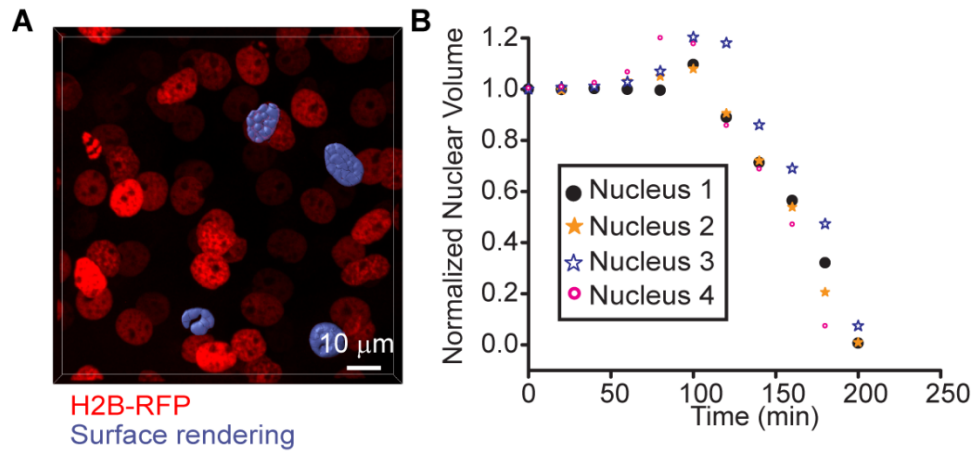 A
10 μm
H2B-RFP
Surface rendering
B
Normalized Nuclear Volume
1.2
1.0
0.8
0.6
0.4
0.2
0.0
Nucleus 1
Nucleus 2
Nucleus 3
Nucleus 4
0 50 100 150 200 250
Time (min)